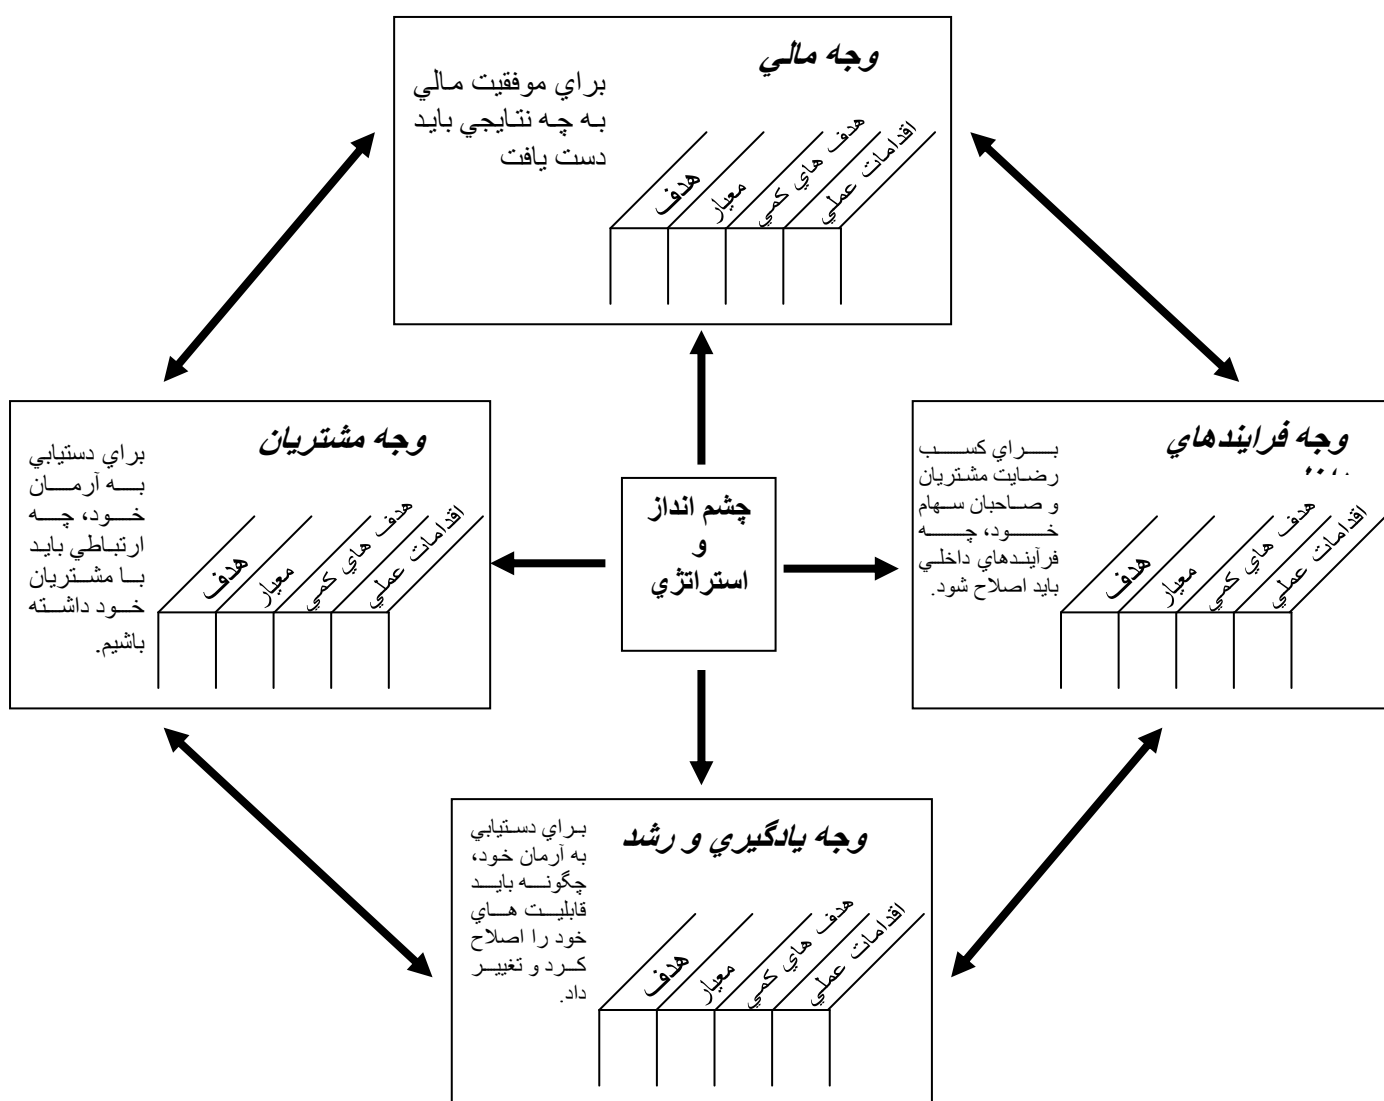 وجه مالي
براي موفقيت مالي
به چه نتايجي بايد
دست يافت
هدف
معيار
هدف هاي كمي
اقدامات عملي
وجه فرايندهاي
براي كسب
رضايت مشتريان
و صاحبان سهام
خود، چه
فرآيندهاي داخلي
بايد اصلاح شود.
هدف
معيار
هدف هاي كمي
اقدامات عملي
چشم انداز
و
استراتژي
وجه مشتريان
براي دستيابي
به آرمان
خود، چه
ارتباطي بايد
با مشتريان
خود داشته
باشيم.
هدف
معيار
هدف هاي كمي
اقدامات عملي
وجه يادگيري و رشد
براي دستيابي
به آرمان خود،
چگونه بايد
قابليت هاي
خود را اصلاح
كرد و تغيير
داد.
هدف
معيار
هدف هاي كمي
اقدامات عملي